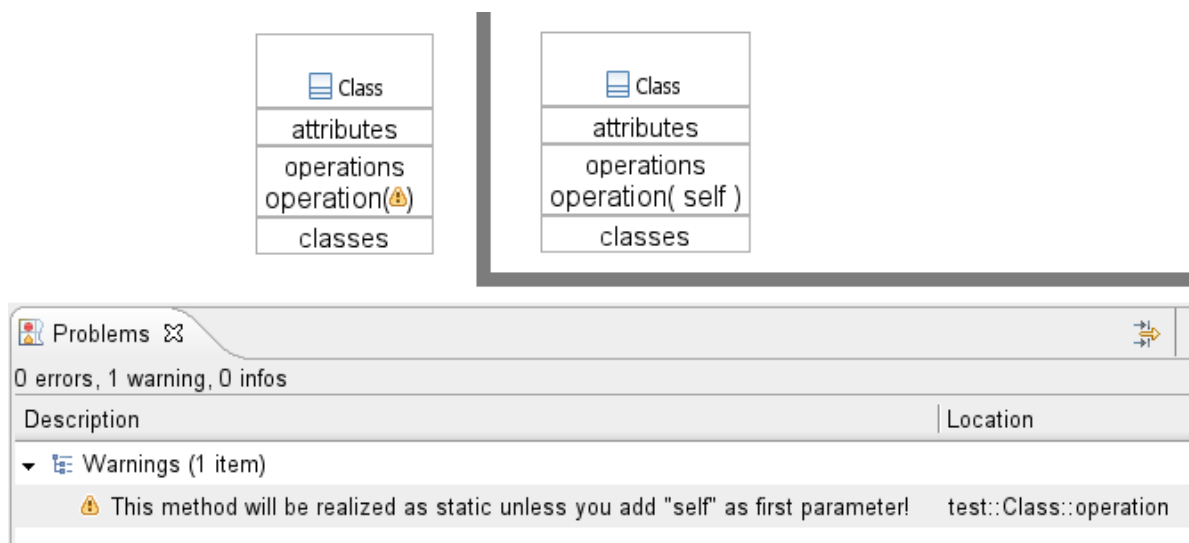 Class
attributes
operations
operation()
classes
Class
attributes
operations
operation( self )
classes
Problems
0 errors, 1 warning, 0 infos
Description
Location
Warnings (1 item)
This method will be realized as static unless you add "self" as first parameter!
test::Class::operation